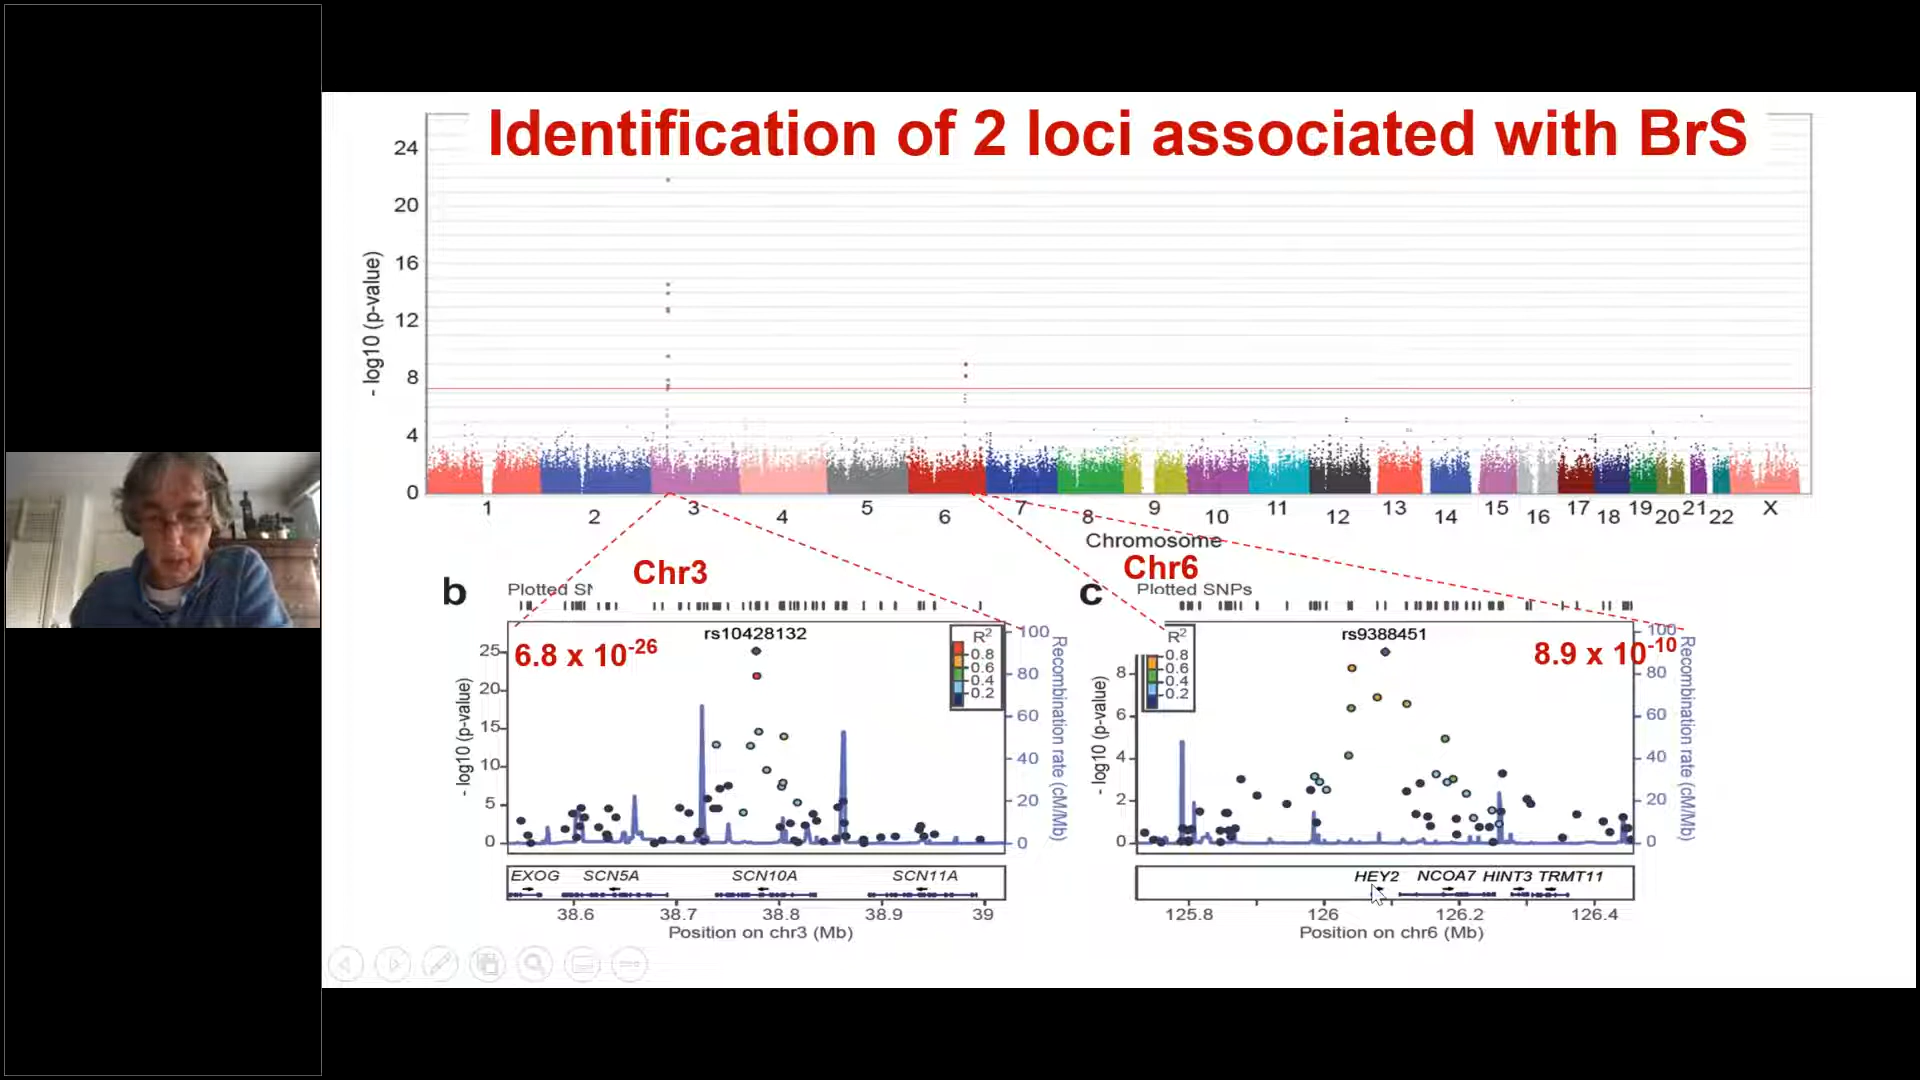 Identification of 2 loci associated with BrS
24
20
16
12
8
4
0
- log10 (p-value)
1 2 3 4 5 6 7 8 9 10 11 12 13 14 15 16 17 18 19 20 21 22 X
Chromosome
Chr3
Chr6
b
Plotted SN
rs10428132
6.8 x 10-26
R2
0.8
0.6
0.4
0.2
25
20
15
10
5
0
- log10 (p-value)
100
80
60
40
20
0
Recombination rate (cM/Mb)
EXOG SCN5A SCN10A SCN11A
38.6 38.7 38.8 38.9 39
Position on chr3 (Mb)
c
Plotted SNPs
rs9388451
8.9 x 10-10
R2
0.8
0.6
0.4
0.2
8
6
4
2
0
- log10 (p-value)
100
80
60
40
20
0
Recombination rate (cM/Mb)
HEY2 NCOA7 HINT3 TRMT11
125.8 126 126.2 126.4
Position on chr6 (Mb)